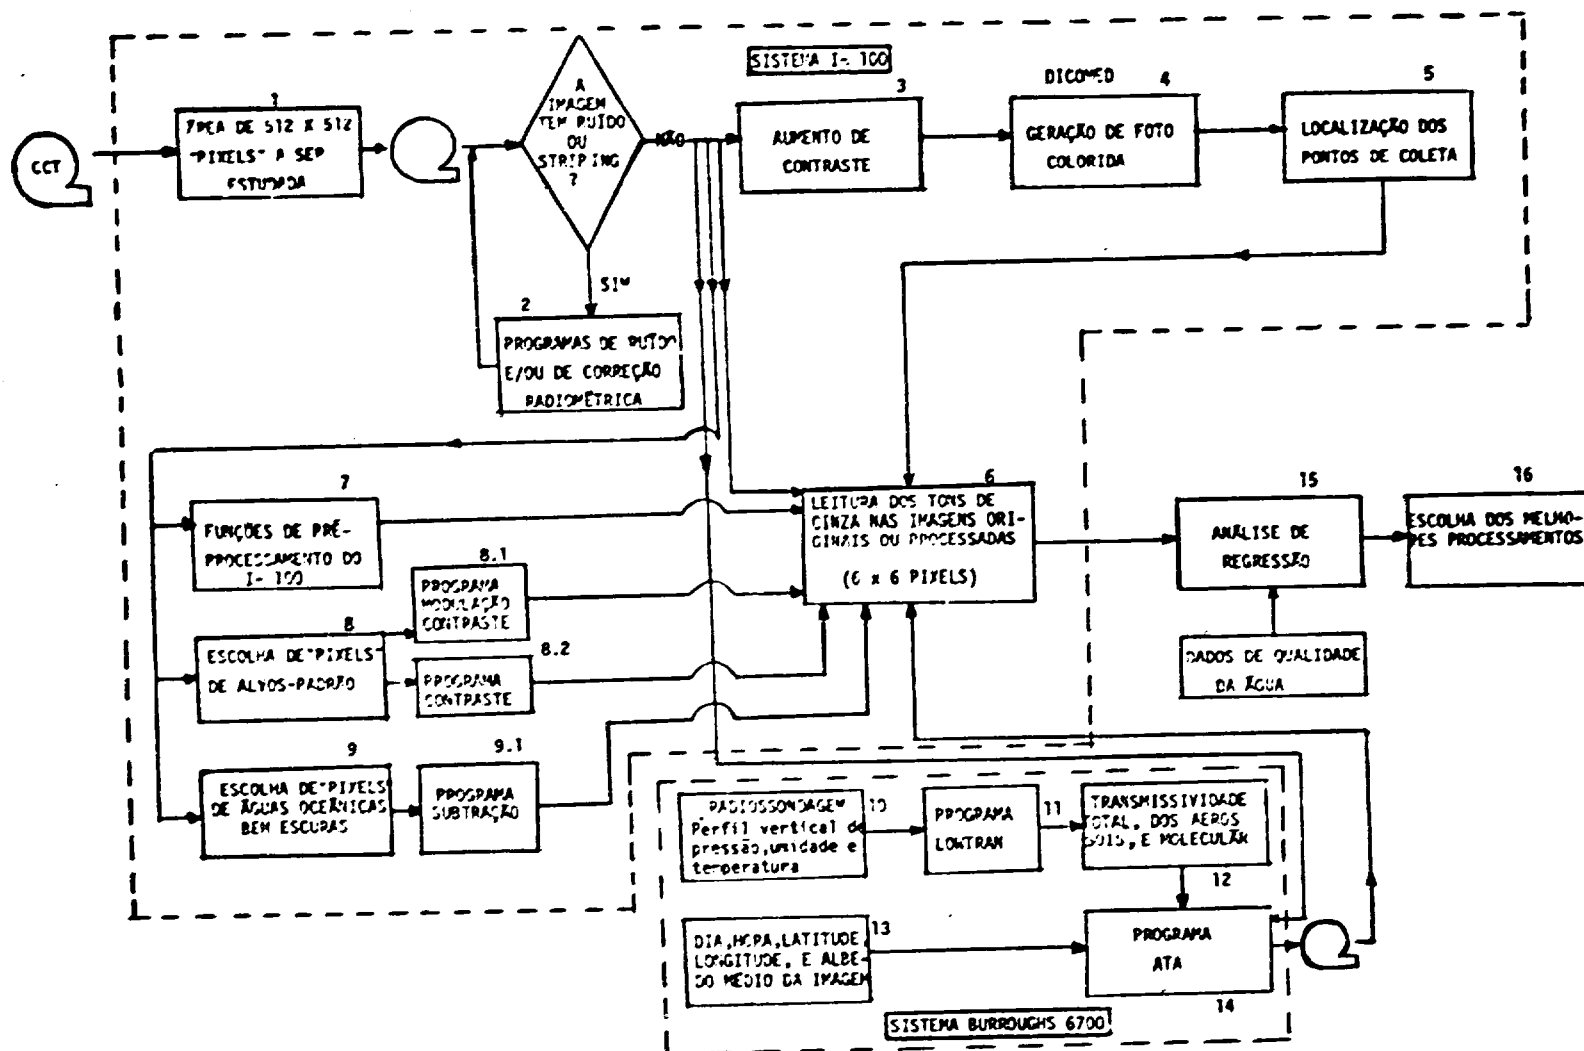 SISTEMA I- 100
CCT
1
ÁREA DE 512 X 512
"PIXELS" A SER
ESTUDADA
A
IMAGEM
TEM RUÍDO
OU
STRIPING
?
NÃO
SIM
2
PROGRAMAS DE RUÍDO
E/OU DE CORREÇÃO
RADIOMÉTRICA
3
AUMENTO DE
CONTRASTE
DICOMED
4
GERAÇÃO DE FOTO
COLORIDA
5
LOCALIZAÇÃO DOS
PONTOS DE COLETA
6
LEITURA DOS TONS DE
CINZA NAS IMAGENS ORI-
GINAIS OU PROCESSADAS
(6 x 6 PIXELS)
7
FUNÇÕES DE PRÉ-
PROCESSAMENTO DO
I- 100
8
ESCOLHA DE "PIXELS"
DE ALVOS-PADRÃO
8.1
PROGRAMA
MODULAÇÃO
CONTRASTE
8.2
PROGRAMA
CONTRASTE
9
ESCOLHA DE "PIXELS"
DE ÁGUAS OCEÂNICAS
BEM ESCURAS
9.1
PROGRAMA
SUBTRAÇÃO
10
RADIOSSONDAGEM
Perfil vertical de
pressão,umidade e
temperatura
11
PROGRAMA
LOWTRAN
TRANSMISSIVIDADE
TOTAL, DOS AEROS
SÓIS, E MOLECULAR
12
13
DIA,HORA,LATITUDE,
LONGITUDE, E ALBE-
DO MÉDIO DA IMAGEM
PROGRAMA
ATA
14
SISTEMA BURROUGHS 6700
15
ANÁLISE DE
REGRESSÃO
DADOS DE QUALIDADE
DA ÁGUA
16
ESCOLHA DOS MELHO-
RES PROCESSAMENTOS